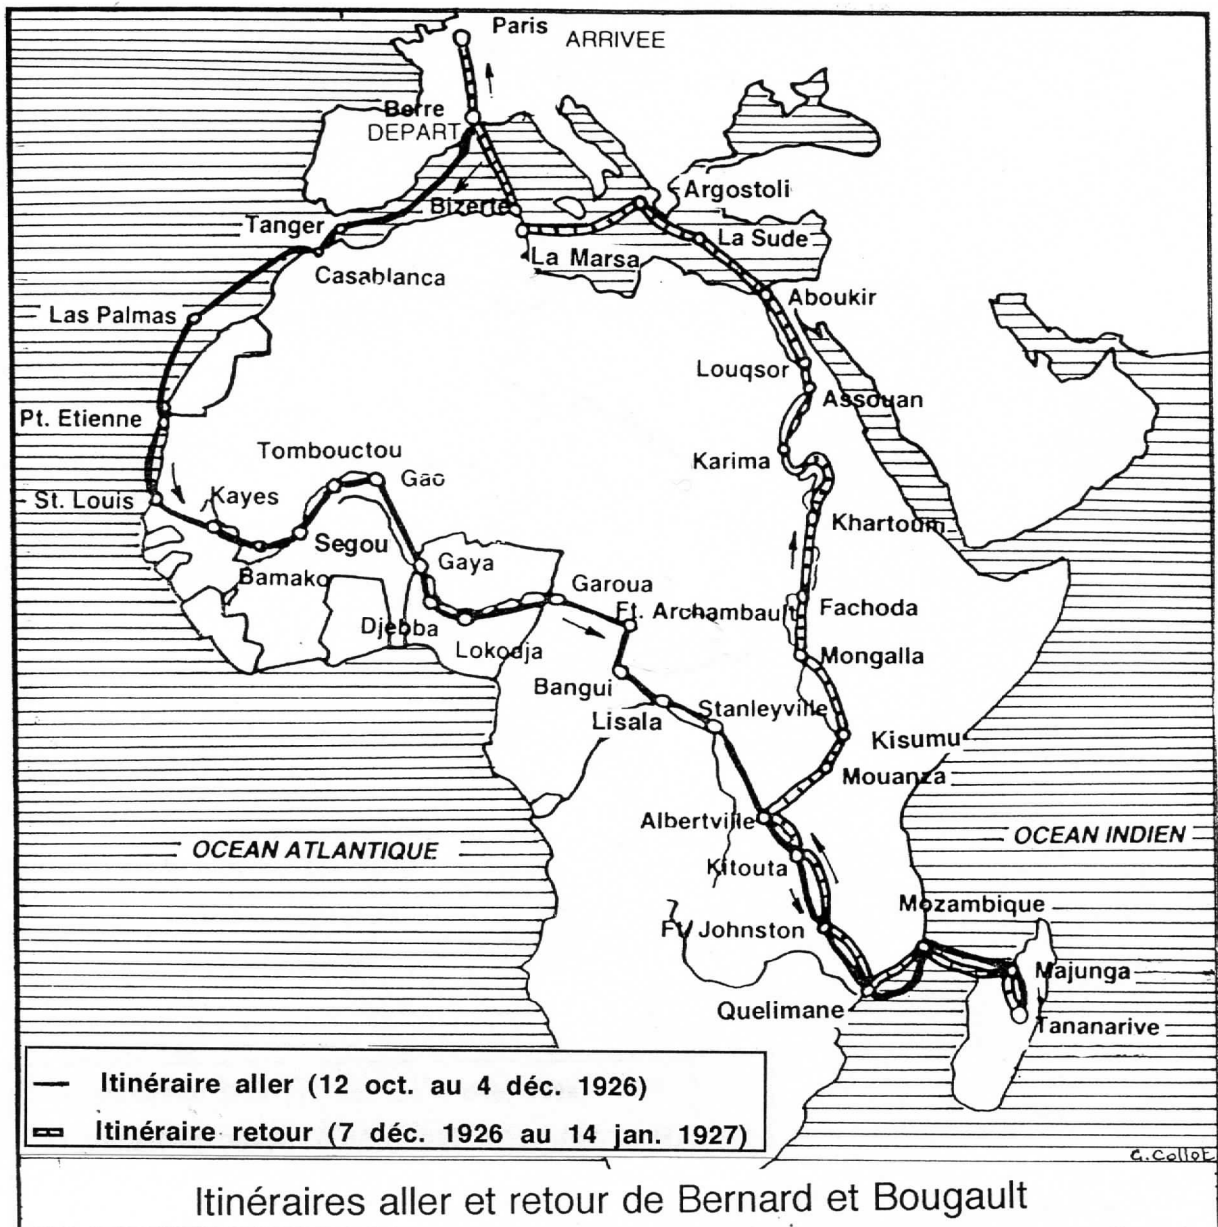 Paris
ARRIVEE
Berre
DEPART
Argostoli
Bizerte
Tanger
La Sude
La Marsa
Casablanca
Aboukir
Las Palmas
Louqsor
Assouan
Pt. Etienne
Tombouctou
Karima
Gao
St. Louis
Kayes
Khartoum
Segou
Gaya
Bamako
Garoua
Ft. Archambault
Fachoda
Djebba
Lokodja
Mongalla
Bangui
Stanleyville
Lisala
Kisumu
Mouanza
Albertville
OCEAN INDIEN
OCEAN ATLANTIQUE
Kitouta
Mozambique
Ft. Johnston
Majunga
Quelimane
Tananarive
Itinéraire aller (12 oct. au 4 déc. 1926)
Itinéraire retour (7 déc. 1926 au 14 jan. 1927)
C. Collot
Itinéraires aller et retour de Bernard et Bougault